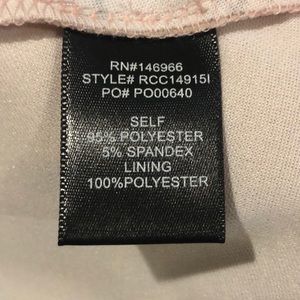 RN#146966
STYLE# RCC14915I
PO# PO00640
SELF
95% POLYESTER
5% SPANDEX
LINING
100%POLYESTER